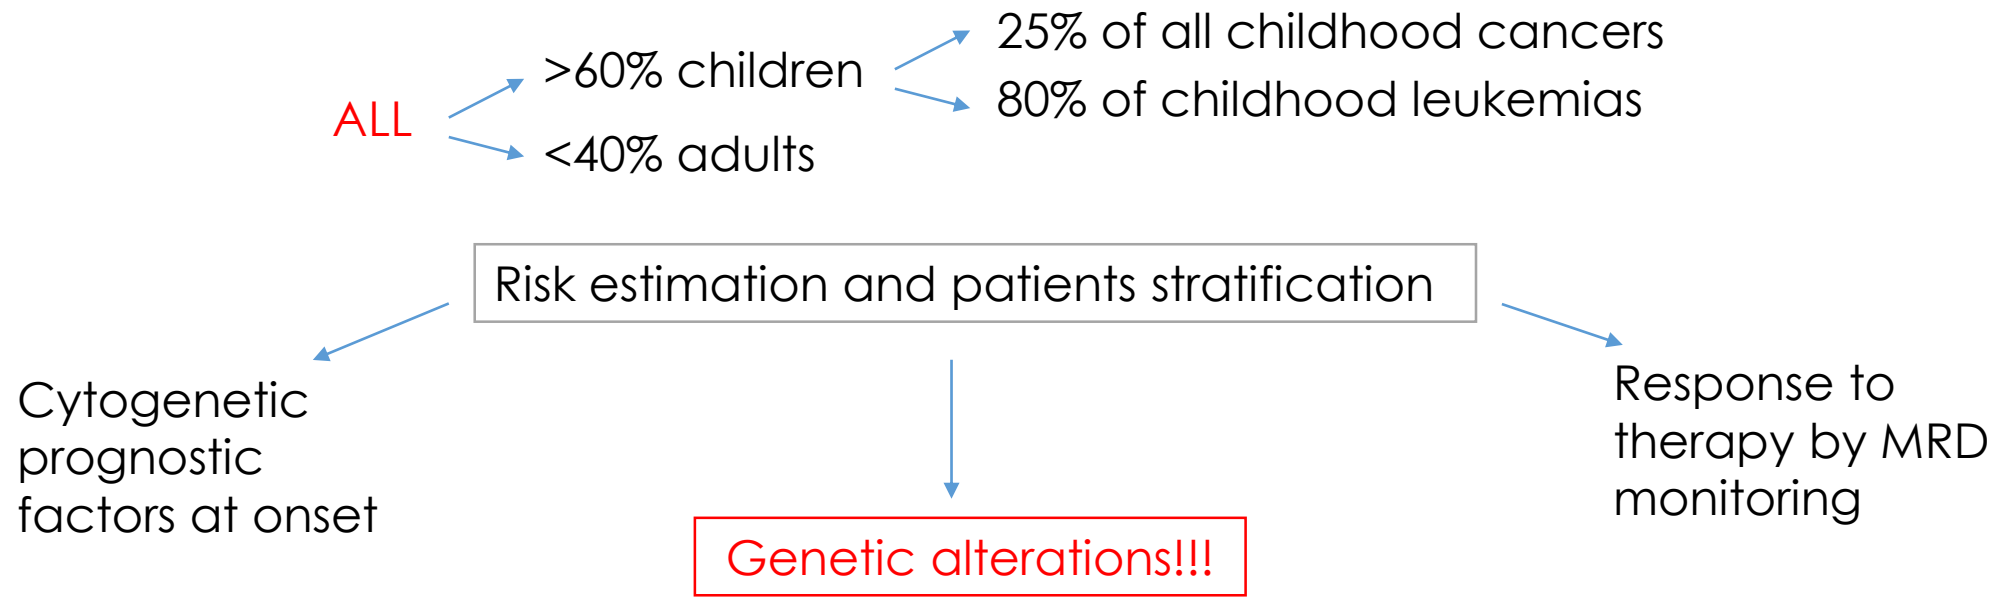 25% of all childhood cancers
>60% children
80% of childhood leukemias
ALL
<40% adults
Risk estimation and patients stratification
Cytogenetic
prognostic
factors at onset
Response to
therapy by MRD
monitoring
Genetic alterations!!!